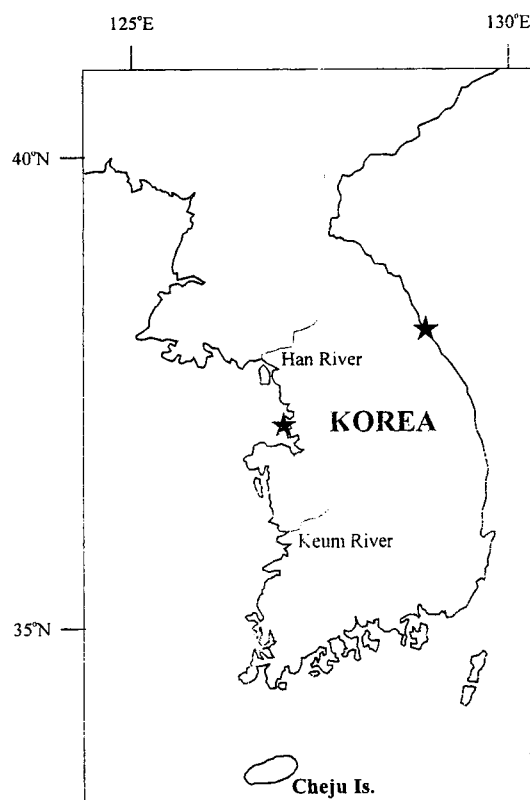 125°E
130°E
40°N
Han River
KOREA
Keum River
35°N
Cheju Is.